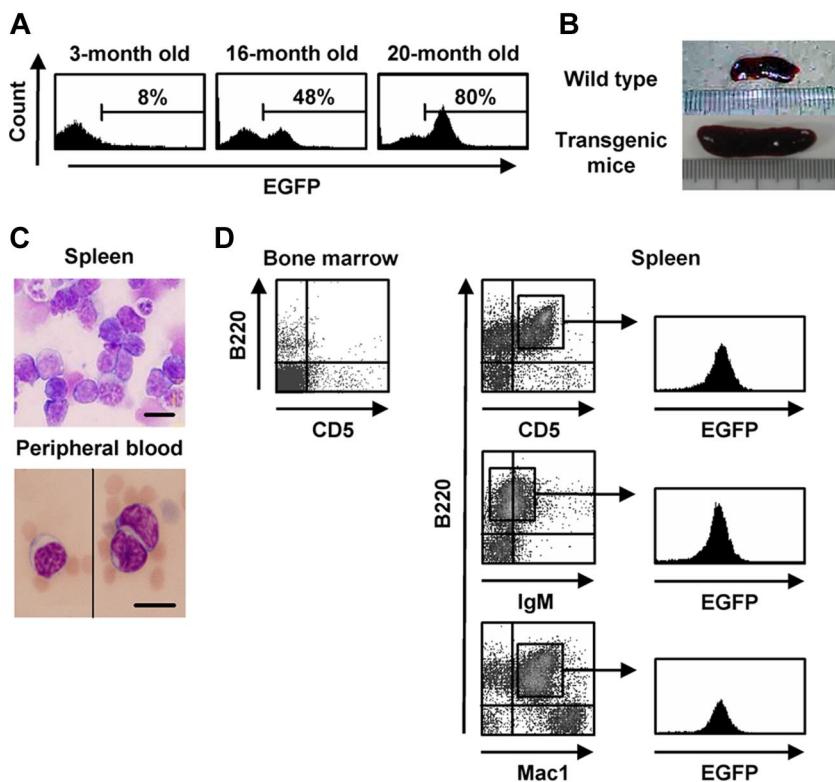 A
3-month old
16-month old
20-month old
Count
8%
48%
80%
EGFP
B
Wild type
Transgenic
mice
C
Spleen
Peripheral blood
D
Bone marrow
B220
CD5
Spleen
B220
CD5
EGFP
IgM
EGFP
Mac1
EGFP